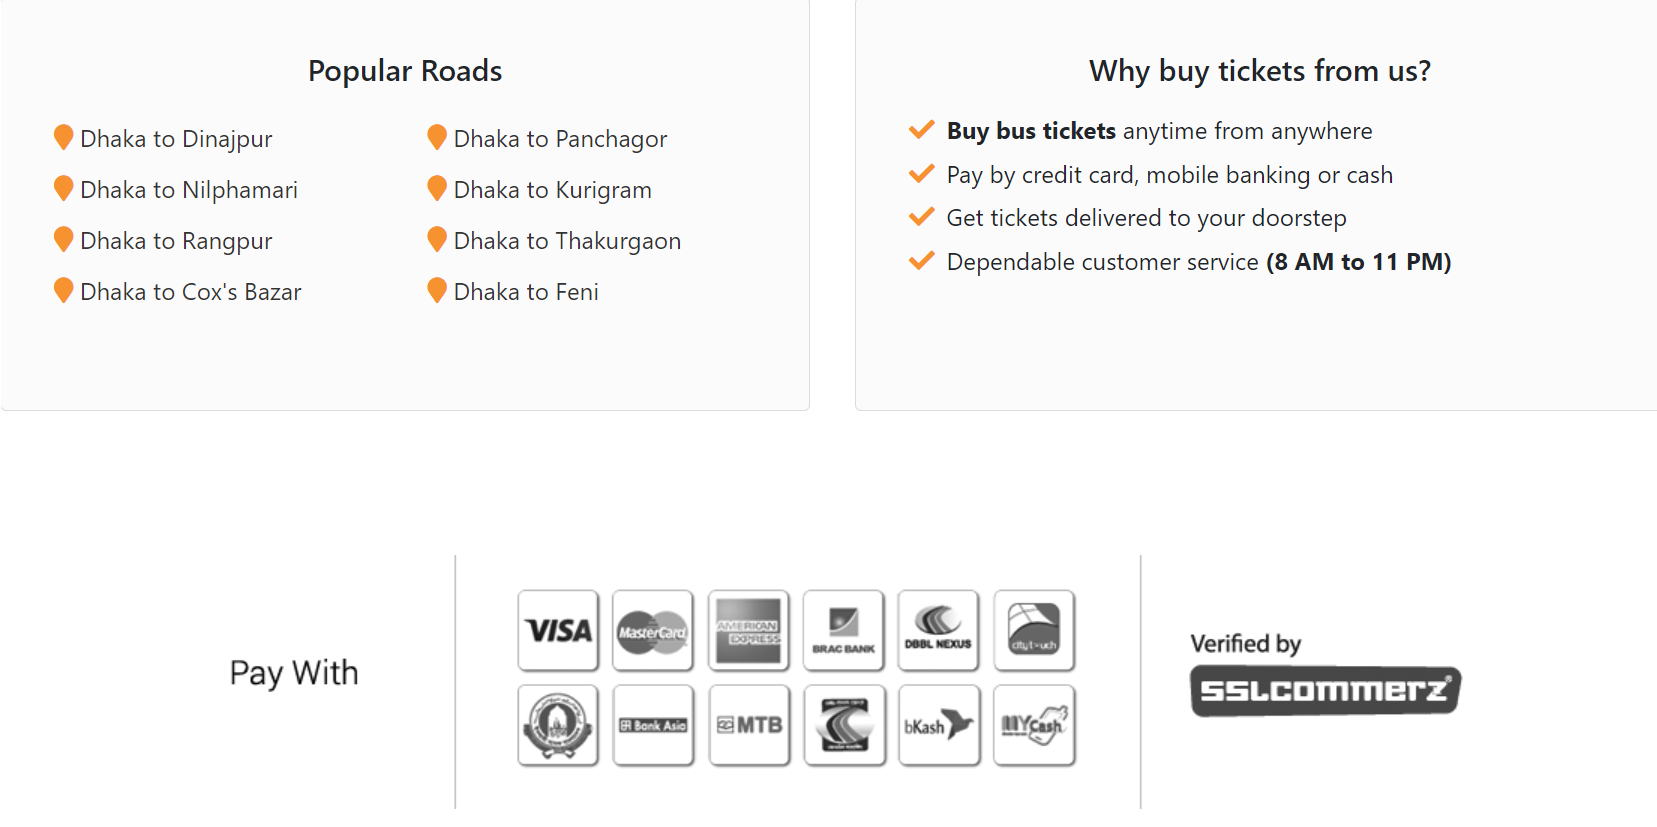 Popular Roads
Dhaka to Dinajpur
Dhaka to Panchagor
Dhaka to Nilphamari
Dhaka to Kurigram
Dhaka to Rangpur
Dhaka to Thakurgaon
Dhaka to Cox's Bazar
Dhaka to Feni
Why buy tickets from us?
Buy bus tickets anytime from anywhere
Pay by credit card, mobile banking or cash
Get tickets delivered to your doorstep
Dependable customer service (8 AM to 11 PM)
Pay With
VISA
MasterCard
AMERICAN EXPRESS
BRAC BANK
DBBL NEXUS
citytouch
Bank Asia
MTB
bKash
MYCash
Verified by
SSLCOMMERZ®